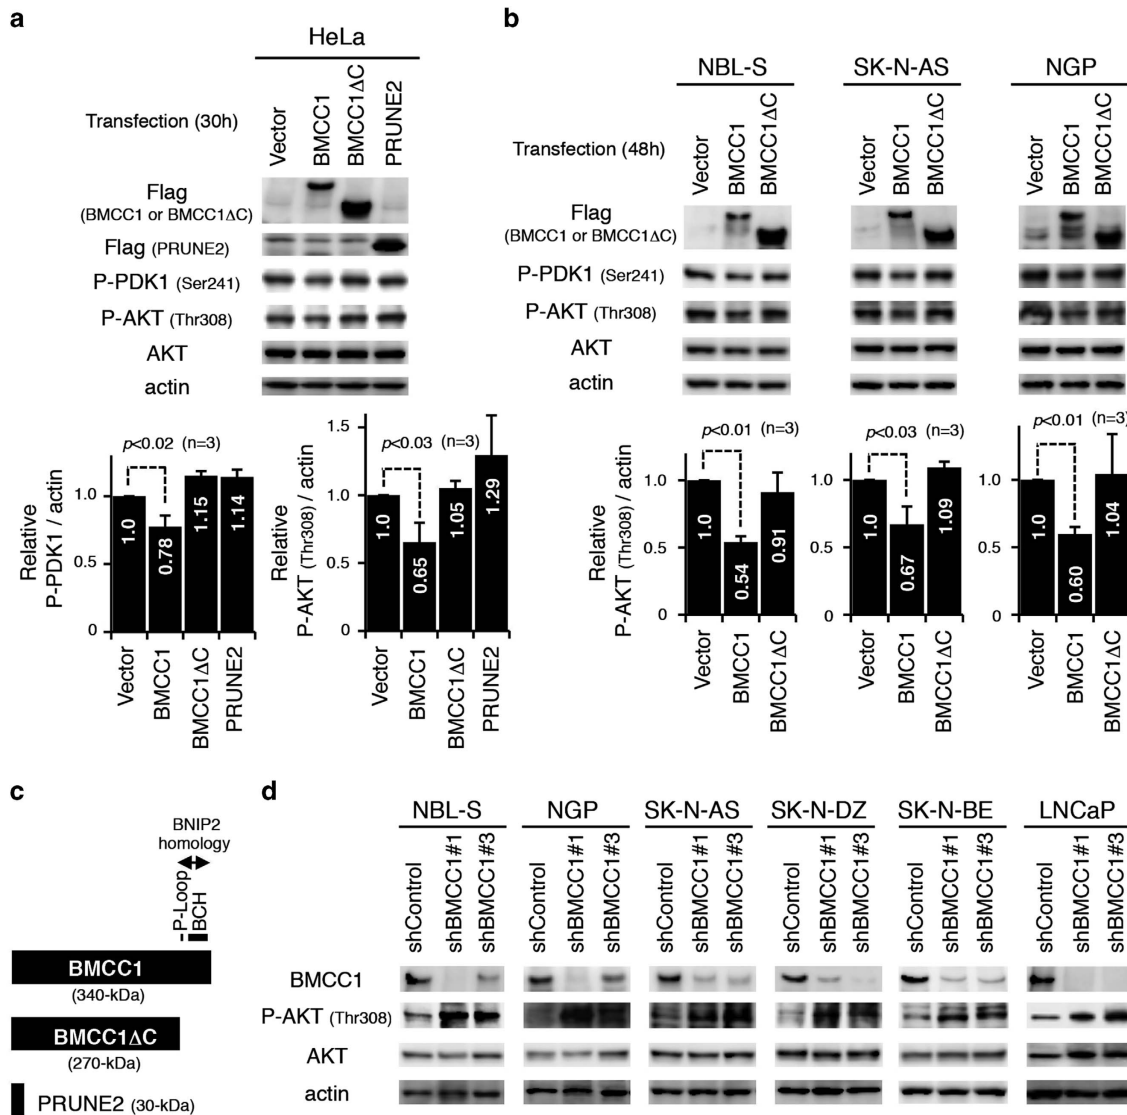 a
HeLa
Transfection (30h)
Vector
BMCC1
BMCC1ΔC
PRUNE2
Flag
(BMCC1 or BMCC1ΔC)
Flag (PRUNE2)
P-PDK1 (Ser241)
P-AKT (Thr308)
AKT
actin
Relative
P-PDK1 / actin
p<0.02 (n=3)
1.0
0.5
0
1.0
0.78
1.15
1.14
Vector
BMCC1
BMCC1ΔC
PRUNE2
Relative
P-AKT (Thr308) / actin
p<0.03 (n=3)
1.5
1.0
0.5
0
1.0
0.65
1.05
1.29
Vector
BMCC1
BMCC1ΔC
PRUNE2
b
NBL-S
SK-N-AS
NGP
Transfection (48h)
Vector
BMCC1
BMCC1ΔC
Vector
BMCC1
BMCC1ΔC
Vector
BMCC1
BMCC1ΔC
Flag
(BMCC1 or BMCC1ΔC)
P-PDK1 (Ser241)
P-AKT (Thr308)
AKT
actin
Relative
P-AKT (Thr308) / actin
p<0.01 (n=3)
1.0
0.5
0
1.0
0.54
0.91
Vector
BMCC1
BMCC1ΔC
p<0.03 (n=3)
1.0
0.5
0
1.0
0.67
1.09
Vector
BMCC1
BMCC1ΔC
p<0.01 (n=3)
1.0
0.5
0
1.0
0.60
1.04
Vector
BMCC1
BMCC1ΔC
c
BNIP2
homology
P-Loop
BCH
BMCC1
(340-kDa)
BMCC1ΔC
(270-kDa)
PRUNE2 (30-kDa)
d
NBL-S
NGP
SK-N-AS
SK-N-DZ
SK-N-BE
LNCaP
shControl
shBMCC1#1
shBMCC1#3
shControl
shBMCC1#1
shBMCC1#3
shControl
shBMCC1#1
shBMCC1#3
shControl
shBMCC1#1
shBMCC1#3
shControl
shBMCC1#1
shBMCC1#3
shControl
shBMCC1#1
shBMCC1#3
BMCC1
P-AKT (Thr308)
AKT
actin